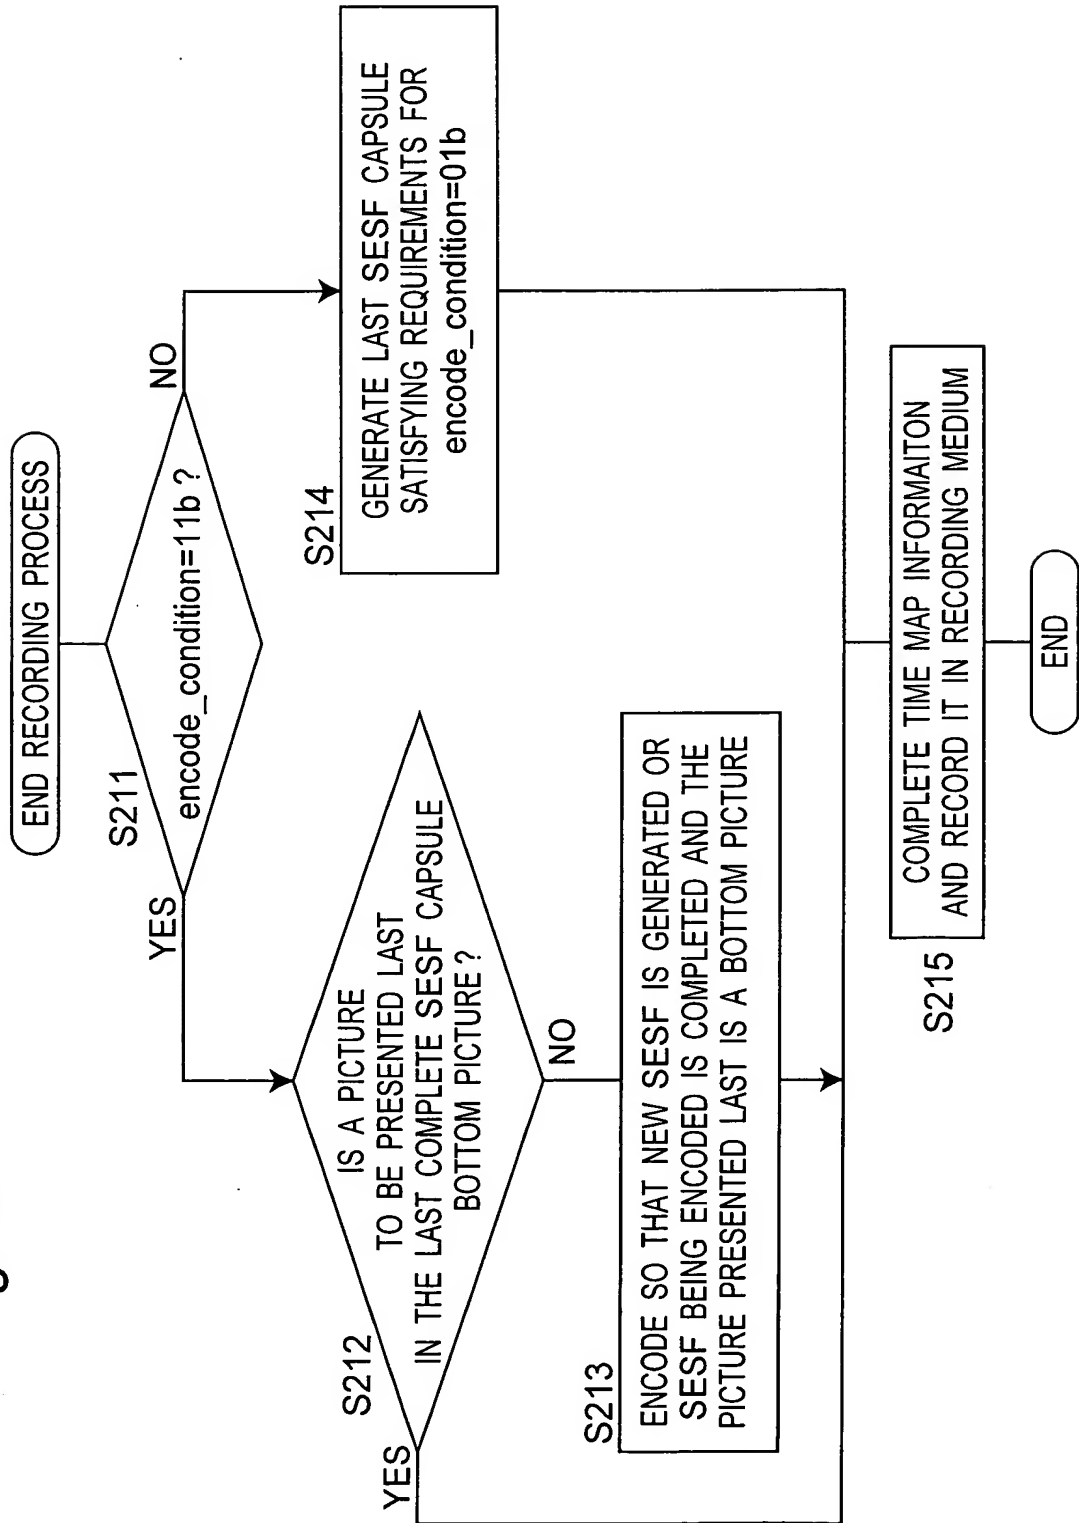 END RECORDING PROCESS
S211
encode_condition=11b ?
YES
NO
S212
IS A PICTURE
TO BE PRESENTED LAST
IN THE LAST COMPLETE SESF CAPSULE
BOTTOM PICTURE?
YES
NO
S214
GENERATE LAST SESF CAPSULE
SATISFYING REQUIREMENTS FOR
encode_condition=01b
S213
ENCODE SO THAT NEW SESF IS GENERATED OR
SESF BEING ENCODED IS COMPLETED AND THE
PICTURE PRESENTED LAST IS A BOTTOM PICTURE
S215
COMPLETE TIME MAP INFORMAITON
AND RECORD IT IN RECORDING MEDIUM
END